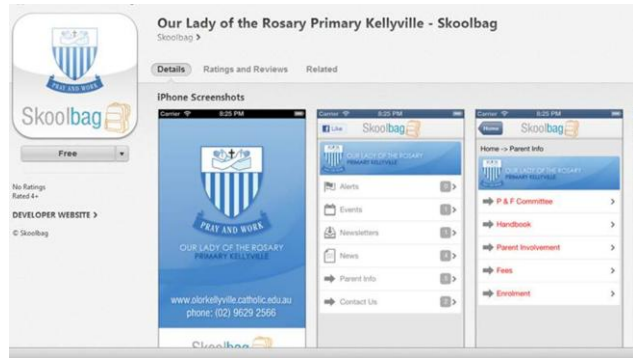 Our Lady of the Rosary Primary Kellyville - Skoolbag
Skoolbag >
Details Ratings and Reviews Related
PRAY AND WORK
Skoolbag
Free
No Ratings
Rated 4+
DEVELOPER WEBSITE >
© Skoolbag
iPhone Screenshots
Carrier 8:25 PM
PRAY AND WORK
OUR LADY OF THE ROSARY
PRIMARY KELLYVILLE
www.olorkellyville.catholic.edu.au
phone: (02) 9629 2566
Skoolbag
Carrier 8:25 PM
Like Skoolbag
OUR LADY OF THE ROSARY
PRIMARY KELLYVILLE
Alerts
Events
Newsletters
News
Parent Info
Contact Us
Carrier 8:25 PM
Home Skoolbag
Home -> Parent Info
OUR LADY OF THE ROSARY
PRIMARY KELLYVILLE
P & F Committee >
Handbook >
Parent Involvement >
Fees >
Enrolment >